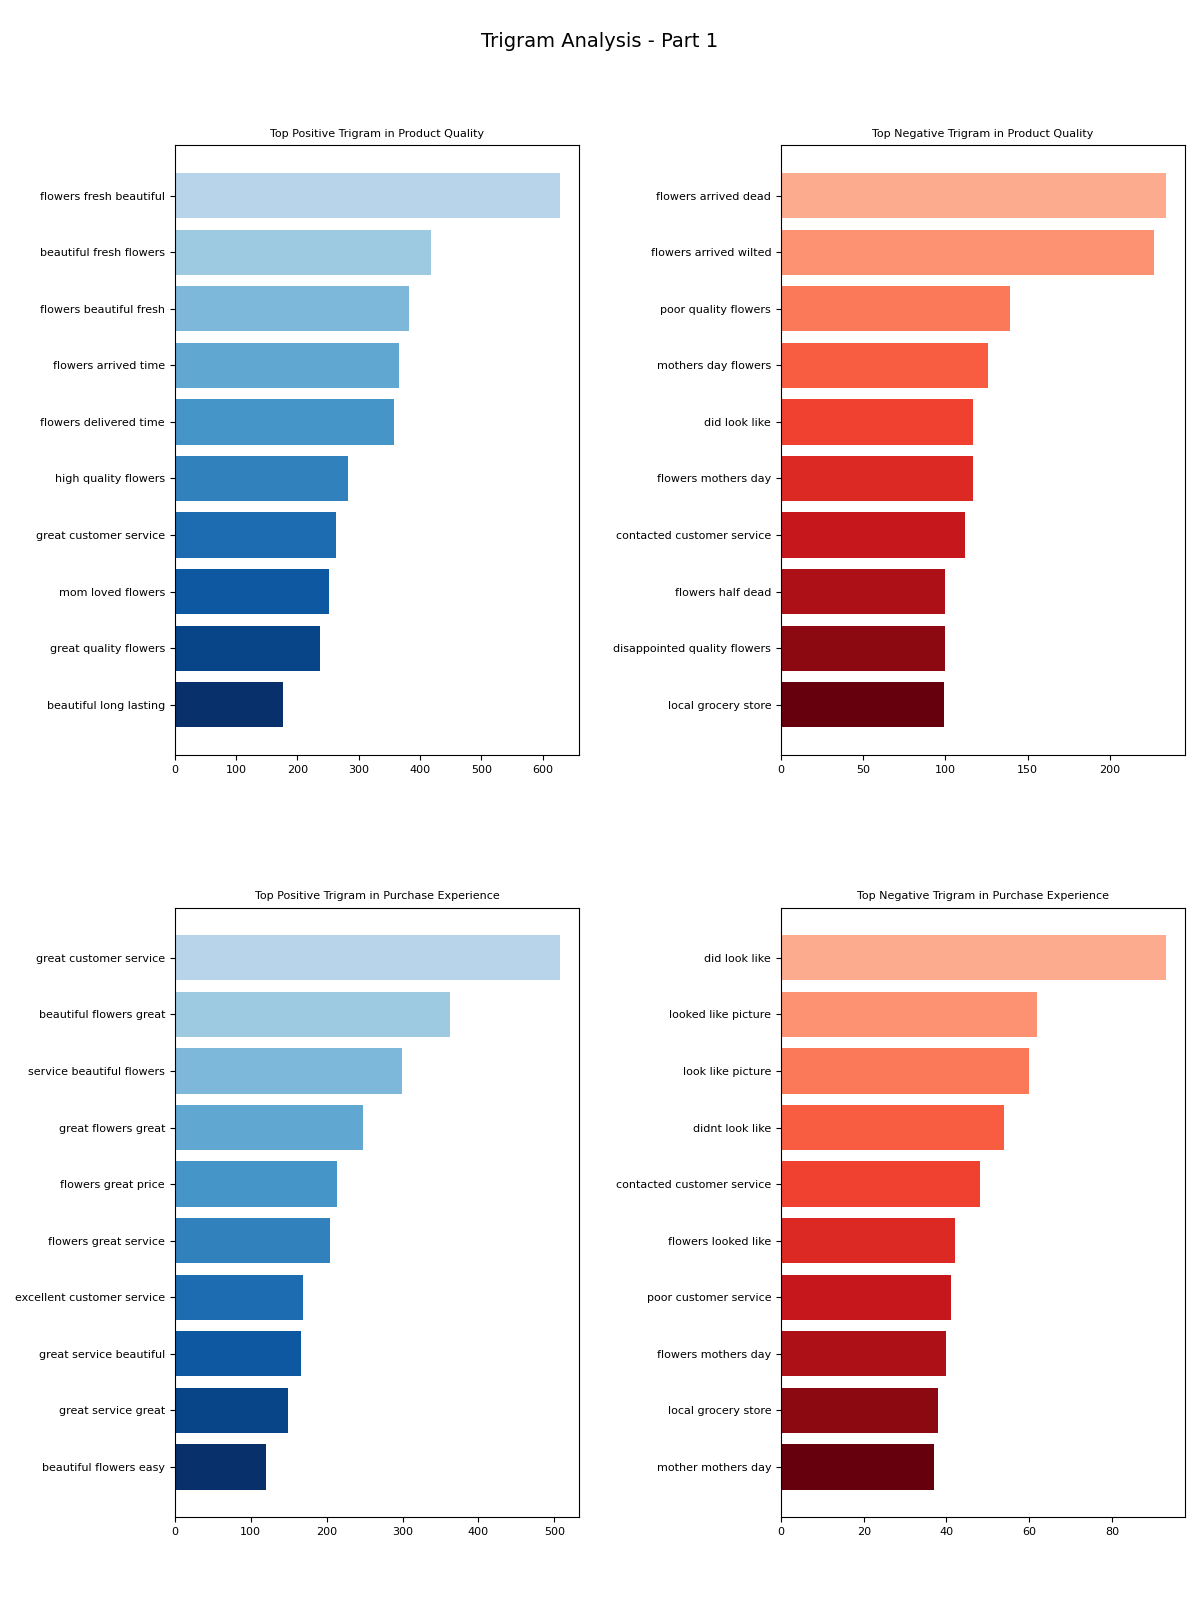 Trigram Analysis - Part 1
Top Positive Trigram in Product Quality
flowers fresh beautiful
beautiful fresh flowers
flowers beautiful fresh
flowers arrived time
flowers delivered time
high quality flowers
great customer service
mom loved flowers
great quality flowers
beautiful long lasting
0 100 200 300 400 500 600
Top Negative Trigram in Product Quality
flowers arrived dead
flowers arrived wilted
poor quality flowers
mothers day flowers
did look like
flowers mothers day
contacted customer service
flowers half dead
disappointed quality flowers
local grocery store
0 50 100 150 200
Top Positive Trigram in Purchase Experience
great customer service
beautiful flowers great
service beautiful flowers
great flowers great
flowers great price
flowers great service
excellent customer service
great service beautiful
great service great
beautiful flowers easy
0 100 200 300 400 500
Top Negative Trigram in Purchase Experience
did look like
looked like picture
look like picture
didnt look like
contacted customer service
flowers looked like
poor customer service
flowers mothers day
local grocery store
mother mothers day
0 20 40 60 80